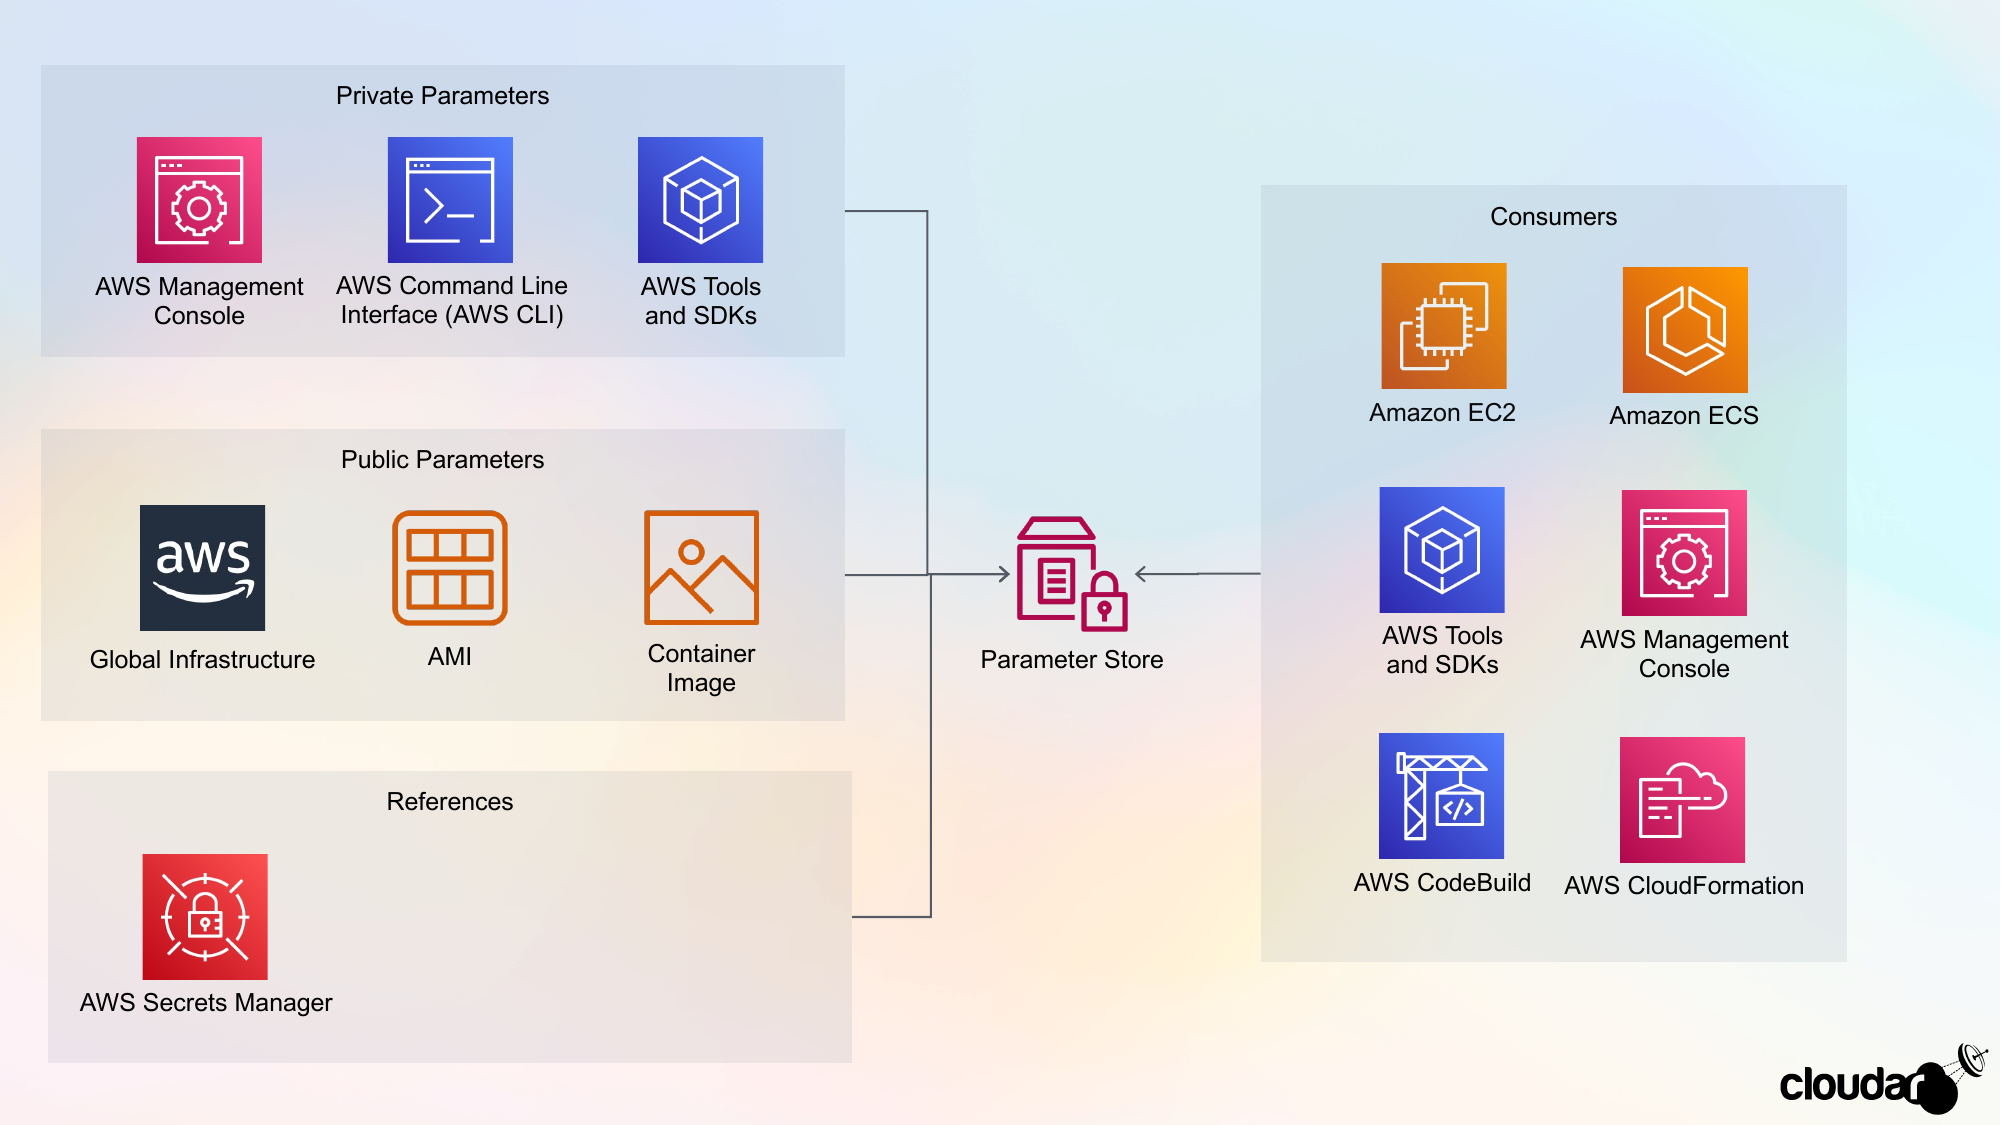 Private Parameters
AWS Management
Console
AWS Command Line
Interface (AWS CLI)
AWS Tools
and SDKs
Public Parameters
aws
Global Infrastructure
AMI
Container
Image
References
AWS Secrets Manager
Parameter Store
Consumers
Amazon EC2
Amazon ECS
AWS Tools
and SDKs
AWS Management
Console
</>
AWS CodeBuild
AWS CloudFormation
cloudar